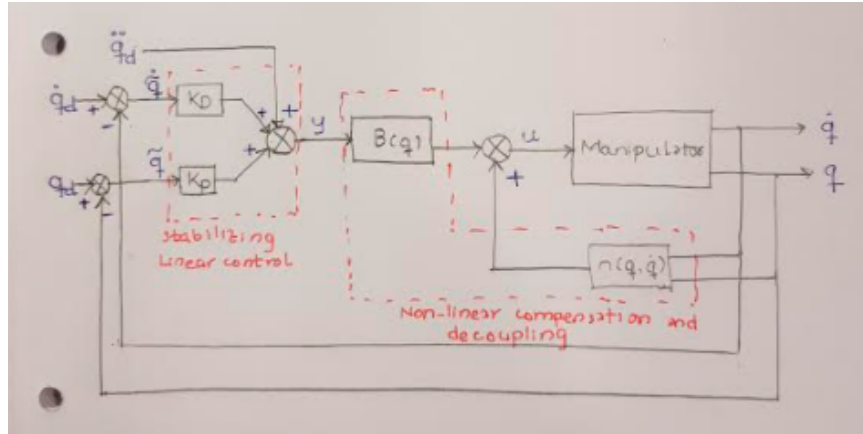 q̈d
q̇d
+
-
q̃̇
KD
+
+
y
B(q)
u
+
Manipulator
q̇
q
qd
+
-
q̃
Kp
+
n(q, q̇)
stabilizing
Linear control
Non-linear compensation and
decoupling